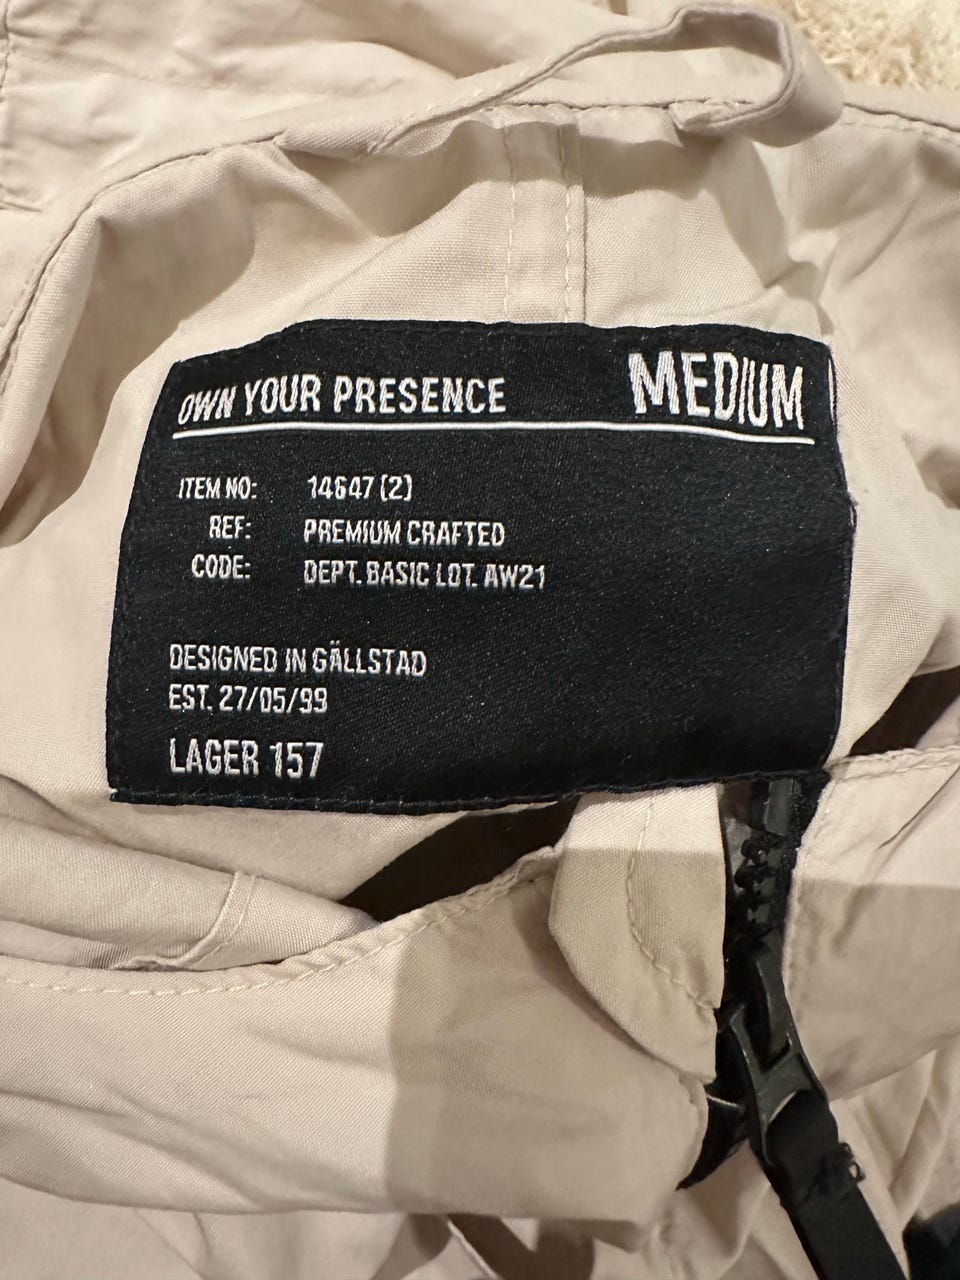 OWN YOUR PRESENCE MEDIUM
ITEM NO: 14647 (2)
REF: PREMIUM CRAFTED
CODE: DEPT. BASIC LOT. AW21
DESIGNED IN GÄLLSTAD
EST. 27/05/99
LAGER 157